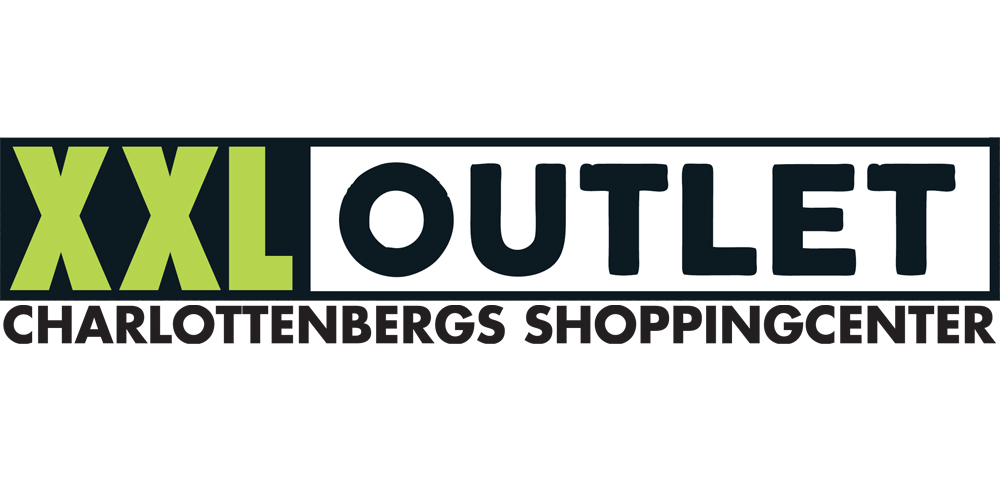 XXL OUTLET
CHARLOTTENBERGS SHOPPINGCENTER